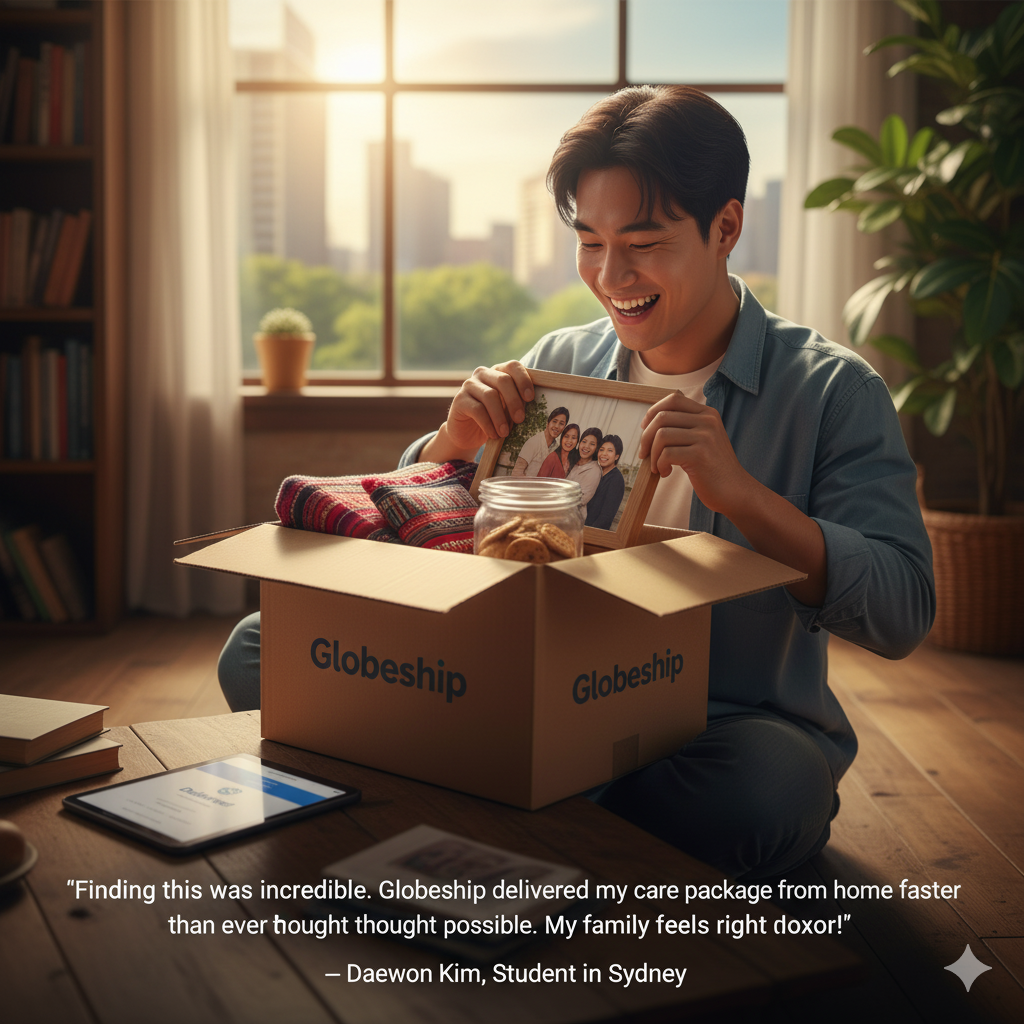 Globeship
Globeship
“Finding this was incredible. Globeship delivered my care package from home faster
than ever hought thought possible. My family feels right doxor!”
— Daewon Kim, Student in Sydney